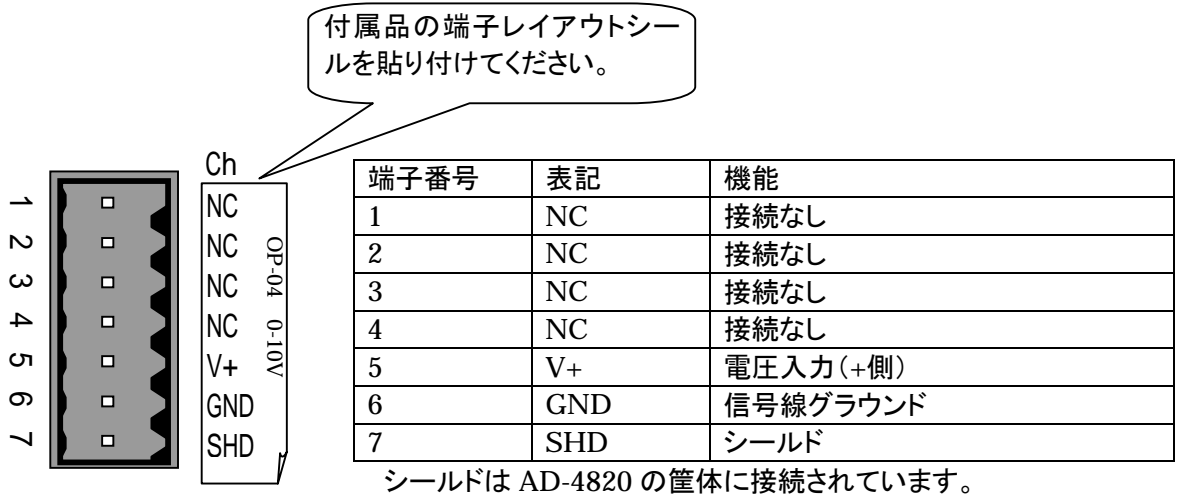 付属品の端子レイアウトシー
ルを貼り付けてください。
Ch
1 NC
2 NC
3 NC
4 NC
5 V+
6 GND
7 SHD
OP-04 0-10V
端子番号 表記 機能
1 NC 接続なし
2 NC 接続なし
3 NC 接続なし
4 NC 接続なし
5 V+ 電圧入力(+側)
6 GND 信号線グラウンド
7 SHD シールド
シールドは AD-4820 の筐体に接続されています。